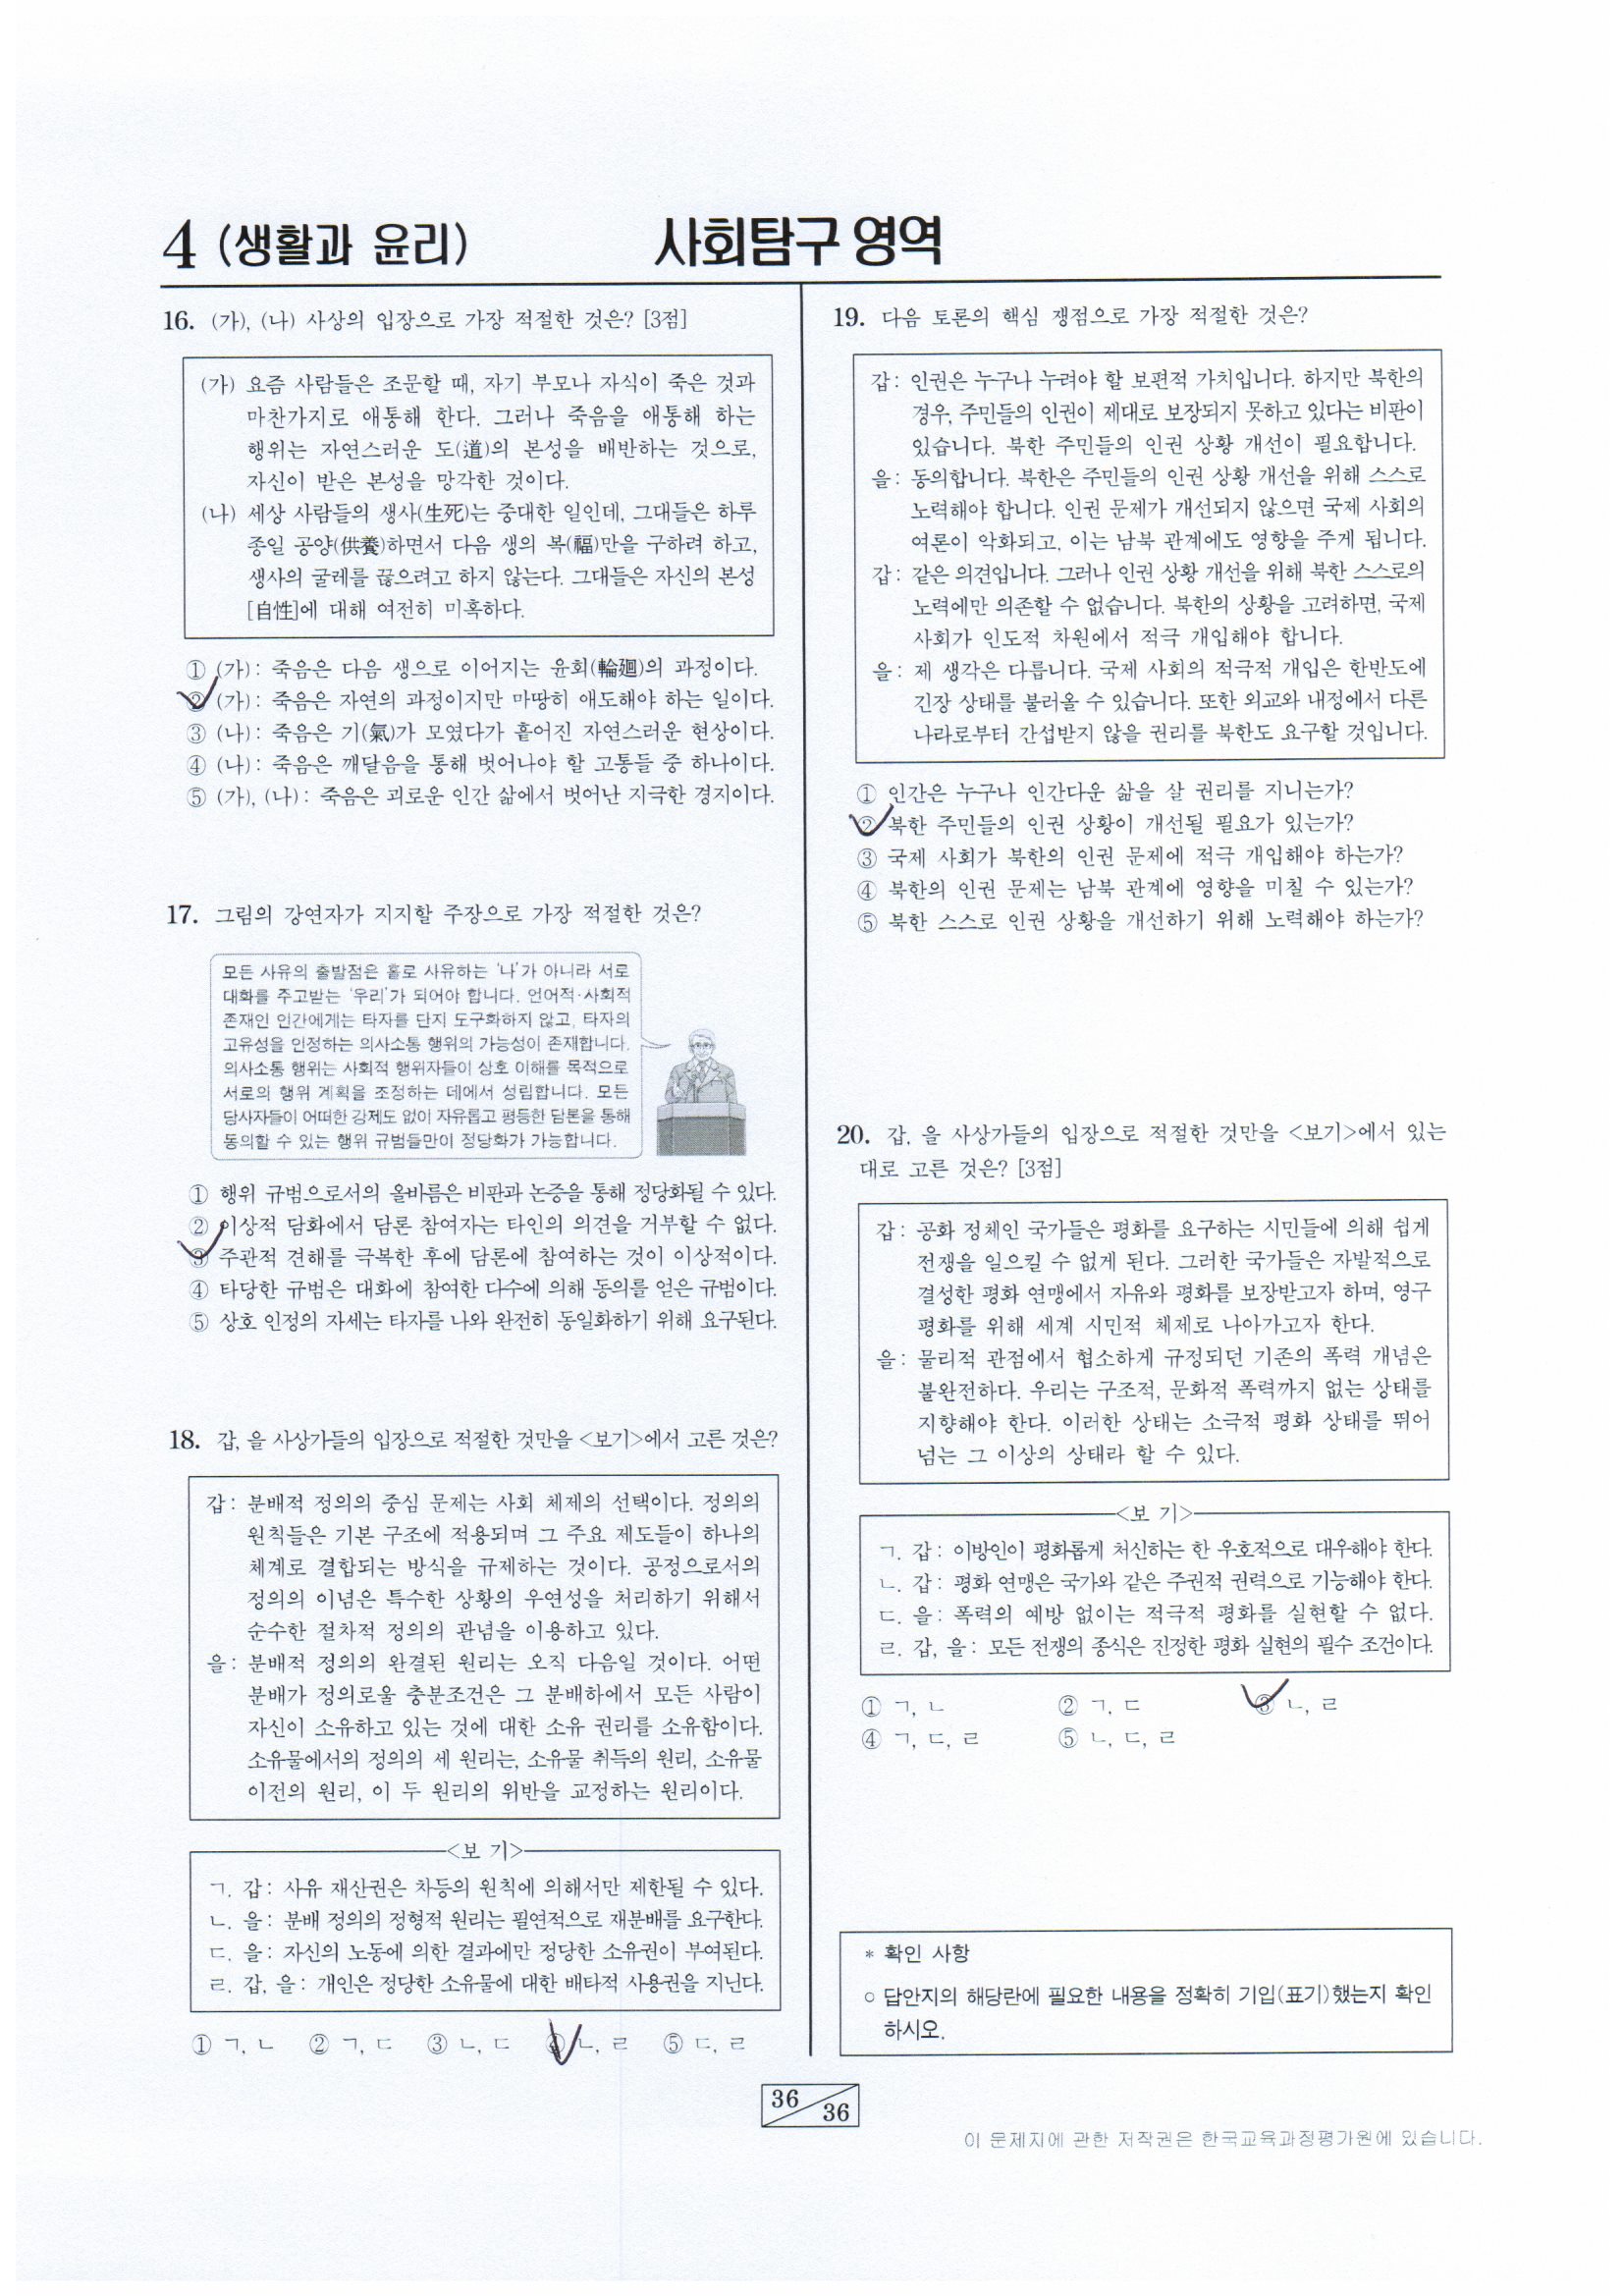 4 (생활과 윤리)
사회탐구 영역
16. (가), (나) 사상의 입장으로 가장 적절한 것은? [3점]
(가) 요즘 사람들은 조문할 때, 자기 부모나 자식이 죽은 것과
마찬가지로 애통해 한다. 그러나 죽음을 애통해 하는
행위는 자연스러운 도(道)의 본성을 배반하는 것으로,
자신이 받은 본성을 망각한 것이다.
(나) 세상 사람들의 생사(生死)는 중대한 일인데, 그대들은 하루
종일 공양(供養)하면서 다음 생의 복(福)만을 구하려 하고,
생사의 굴레를 끊으려고 하지 않는다. 그대들은 자신의 본성
[自性]에 대해 여전히 미혹하다.
① (가): 죽음은 다음 생으로 이어지는 윤회(輪廻)의 과정이다.
② (가): 죽음은 자연의 과정이지만 마땅히 애도해야 하는 일이다.
③ (나): 죽음은 기(氣)가 모였다가 흩어진 자연스러운 현상이다.
④ (나): 죽음은 깨달음을 통해 벗어나야 할 고통들 중 하나이다.
⑤ (가), (나): 죽음은 괴로운 인간 삶에서 벗어난 지극한 경지이다.
17. 그림의 강연자가 지지할 주장으로 가장 적절한 것은?
모든 사유의 출발점은 홀로 사유하는 '나'가 아니라 서로
대화를 주고받는 '우리'가 되어야 합니다. 언어적·사회적
존재인 인간에게는 타자를 단지 도구화하지 않고, 타자의
고유성을 인정하는 의사소통 행위의 가능성이 존재합니다.
의사소통 행위는 사회적 행위자들이 상호 이해를 목적으로
서로의 행위 계획을 조정하는 데에서 성립합니다. 모든
당사자들이 어떠한 강제도 없이 자유롭고 평등한 담론을 통해
동의할 수 있는 행위 규범들만이 정당화가 가능합니다.
① 행위 규범으로서의 올바름은 비판과 논증을 통해 정당화될 수 있다.
② 이상적 담화에서 담론 참여자는 타인의 의견을 거부할 수 없다.
③ 주관적 견해를 극복한 후에 담론에 참여하는 것이 이상적이다.
④ 타당한 규범은 대화에 참여한 다수에 의해 동의를 얻은 규범이다.
⑤ 상호 인정의 자세는 타자를 나와 완전히 동일화하기 위해 요구된다.
18. 갑, 을 사상가들의 입장으로 적절한 것만을 <보기>에서 고른 것은?
갑: 분배적 정의의 중심 문제는 사회 체제의 선택이다. 정의의
원칙들은 기본 구조에 적용되며 그 주요 제도들이 하나의
체계로 결합되는 방식을 규제하는 것이다. 공정으로서의
정의의 이념은 특수한 상황의 우연성을 처리하기 위해서
순수한 절차적 정의의 관념을 이용하고 있다.
을: 분배적 정의의 완결된 원리는 오직 다음일 것이다. 어떤
분배가 정의로울 충분조건은 그 분배하에서 모든 사람이
자신이 소유하고 있는 것에 대한 소유 권리를 소유함이다.
소유물에서의 정의의 세 원리는, 소유물 취득의 원리, 소유물
이전의 원리, 이 두 원리의 위반을 교정하는 원리이다.
<보 기>
ㄱ. 갑: 사유 재산권은 차등의 원칙에 의해서만 제한될 수 있다.
ㄴ. 을: 분배 정의의 정형적 원리는 필연적으로 재분배를 요구한다.
ㄷ. 을: 자신의 노동에 의한 결과에만 정당한 소유권이 부여된다.
ㄹ. 갑, 을: 개인은 정당한 소유물에 대한 배타적 사용권을 지닌다.
① ㄱ, ㄴ ② ㄱ, ㄷ ③ ㄴ, ㄷ ④ ㄴ, ㄹ ⑤ ㄷ, ㄹ
19. 다음 토론의 핵심 쟁점으로 가장 적절한 것은?
갑: 인권은 누구나 누려야 할 보편적 가치입니다. 하지만 북한의
경우, 주민들의 인권이 제대로 보장되지 못하고 있다는 비판이
있습니다. 북한 주민들의 인권 상황 개선이 필요합니다.
을: 동의합니다. 북한은 주민들의 인권 상황 개선을 위해 스스로
노력해야 합니다. 인권 문제가 개선되지 않으면 국제 사회의
여론이 악화되고, 이는 남북 관계에도 영향을 주게 됩니다.
갑: 같은 의견입니다. 그러나 인권 상황 개선을 위해 북한 스스로의
노력에만 의존할 수 없습니다. 북한의 상황을 고려하면, 국제
사회가 인도적 차원에서 적극 개입해야 합니다.
을: 제 생각은 다릅니다. 국제 사회의 적극적 개입은 한반도에
긴장 상태를 불러올 수 있습니다. 또한 외교와 내정에서 다른
나라로부터 간섭받지 않을 권리를 북한도 요구할 것입니다.
① 인간은 누구나 인간다운 삶을 살 권리를 지니는가?
② 북한 주민들의 인권 상황이 개선될 필요가 있는가?
③ 국제 사회가 북한의 인권 문제에 적극 개입해야 하는가?
④ 북한의 인권 문제는 남북 관계에 영향을 미칠 수 있는가?
⑤ 북한 스스로 인권 상황을 개선하기 위해 노력해야 하는가?
20. 갑, 을 사상가들의 입장으로 적절한 것만을 <보기>에서 있는
대로 고른 것은? [3점]
갑: 공화 정체인 국가들은 평화를 요구하는 시민들에 의해 쉽게
전쟁을 일으킬 수 없게 된다. 그러한 국가들은 자발적으로
결성한 평화 연맹에서 자유와 평화를 보장받고자 하며, 영구
평화를 위해 세계 시민적 체제로 나아가고자 한다.
을: 물리적 관점에서 협소하게 규정되던 기존의 폭력 개념은
불완전하다. 우리는 구조적, 문화적 폭력까지 없는 상태를
지향해야 한다. 이러한 상태는 소극적 평화 상태를 뛰어
넘는 그 이상의 상태라 할 수 있다.
<보 기>
ㄱ. 갑: 이방인이 평화롭게 처신하는 한 우호적으로 대우해야 한다.
ㄴ. 갑: 평화 연맹은 국가와 같은 주권적 권력으로 기능해야 한다.
ㄷ. 을: 폭력의 예방 없이는 적극적 평화를 실현할 수 없다.
ㄹ. 갑, 을: 모든 전쟁의 종식은 진정한 평화 실현의 필수 조건이다.
① ㄱ, ㄴ ② ㄱ, ㄷ ③ ㄴ, ㄹ
④ ㄱ, ㄷ, ㄹ ⑤ ㄴ, ㄷ, ㄹ
* 확인 사항
○ 답안지의 해당란에 필요한 내용을 정확히 기입(표기)했는지 확인
하시오.
36
36
이 문제지에 관한 저작권은 한국교육과정평가원에 있습니다.